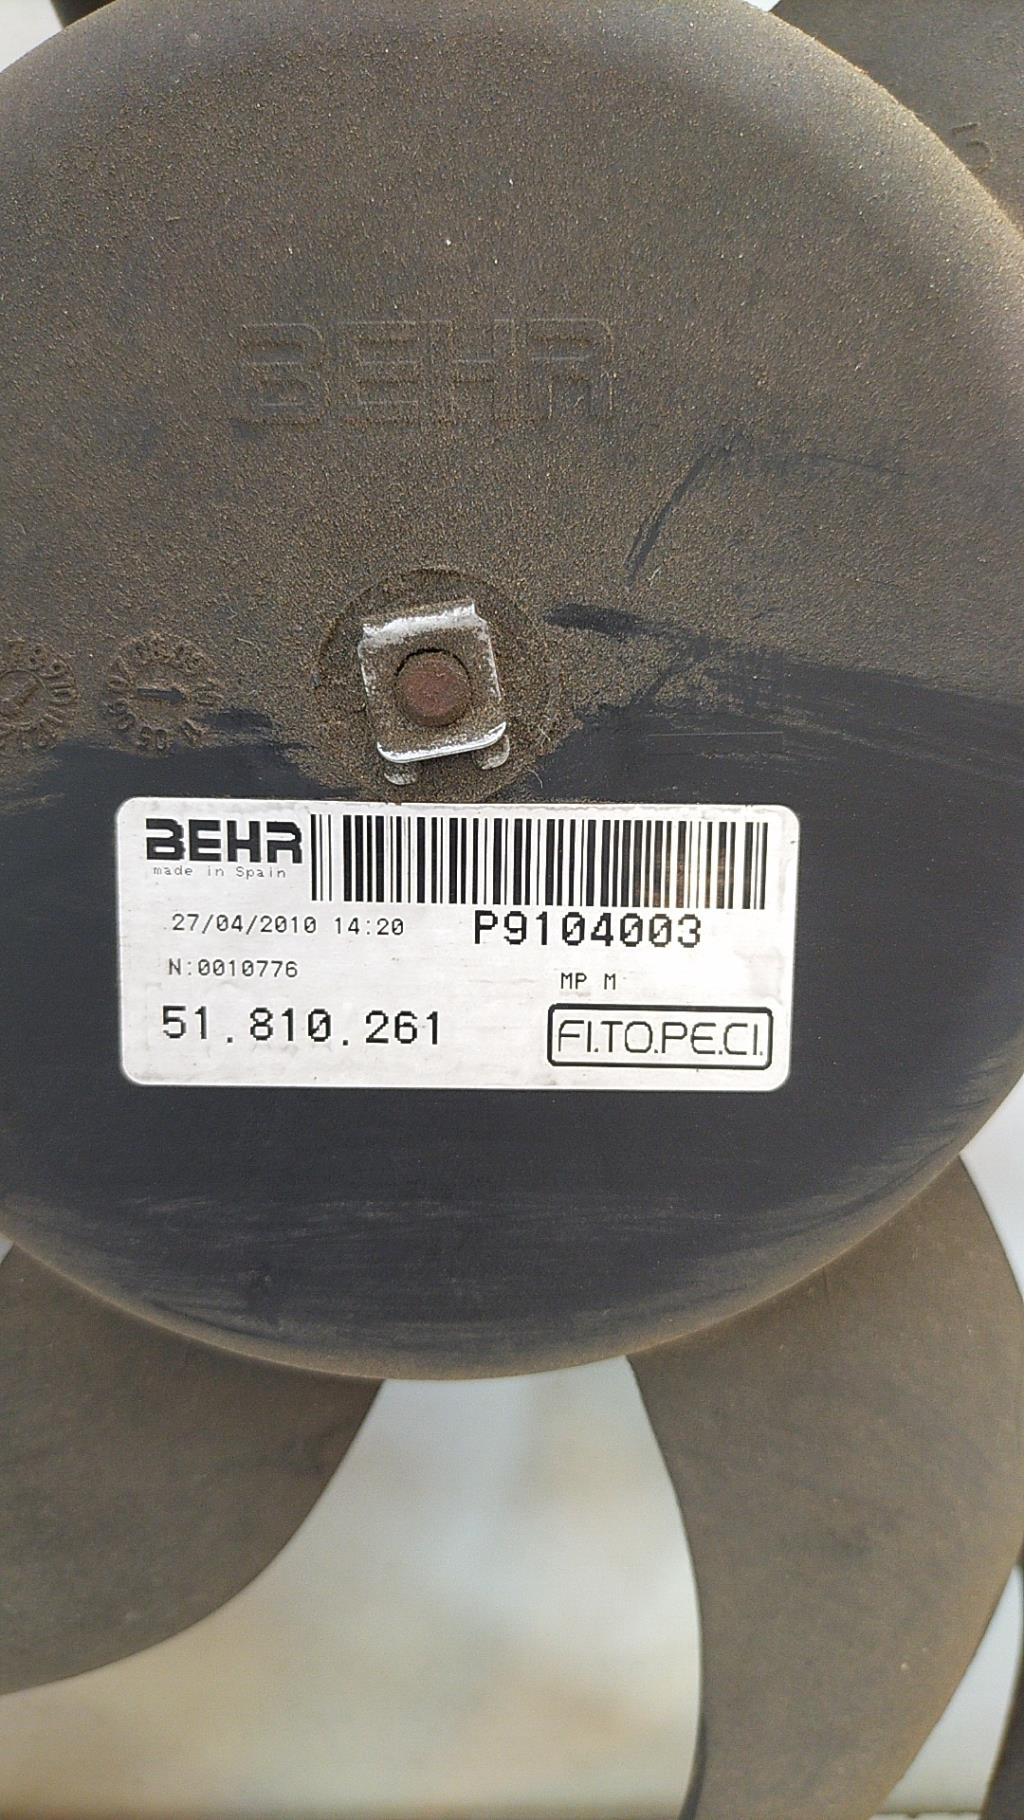 BEHR
BEHR
made in Spain
27/04/2010 14:20
P9104003
N:0010776
MP M
51.810.261
FI.TO.PE.CI.